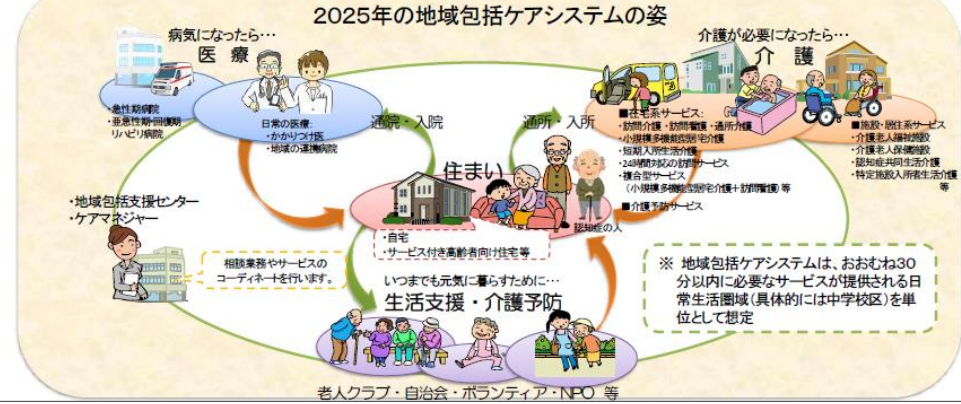 2025年の地域包括ケアシステムの姿
病気になったら…
医 療
介護が必要になったら…
介 護
・急性期病院
・亜急性期・回復期
リハビリ病院
日常の医療:
・かかりつけ医
・地域の連携病院
通院・入院
通所・入所
■在宅系サービス:
・訪問介護・訪問看護・通所介護
・小規模多機能型居宅介護
・短期入所生活介護
・24時間対応の訪問サービス
・複合型サービス
(小規模多機能型居宅介護+訪問看護)等
■介護予防サービス
■施設・居住系サービス
・介護老人福祉施設
・介護老人保健施設
・認知症共同生活介護
・特定施設入所者生活介護
等
住まい
認知症の人
・自宅
・サービス付き高齢者向け住宅等
・地域包括支援センター
・ケアマネジャー
相談業務やサービスの
コーディネートを行います。
いつまでも元気に暮らすために…
生活支援・介護予防
※ 地域包括ケアシステムは、おおむね30
分以内に必要なサービスが提供される日
常生活圏域(具体的には中学校区)を単
位として想定
老人クラブ・自治会・ボランティア・NPO 等